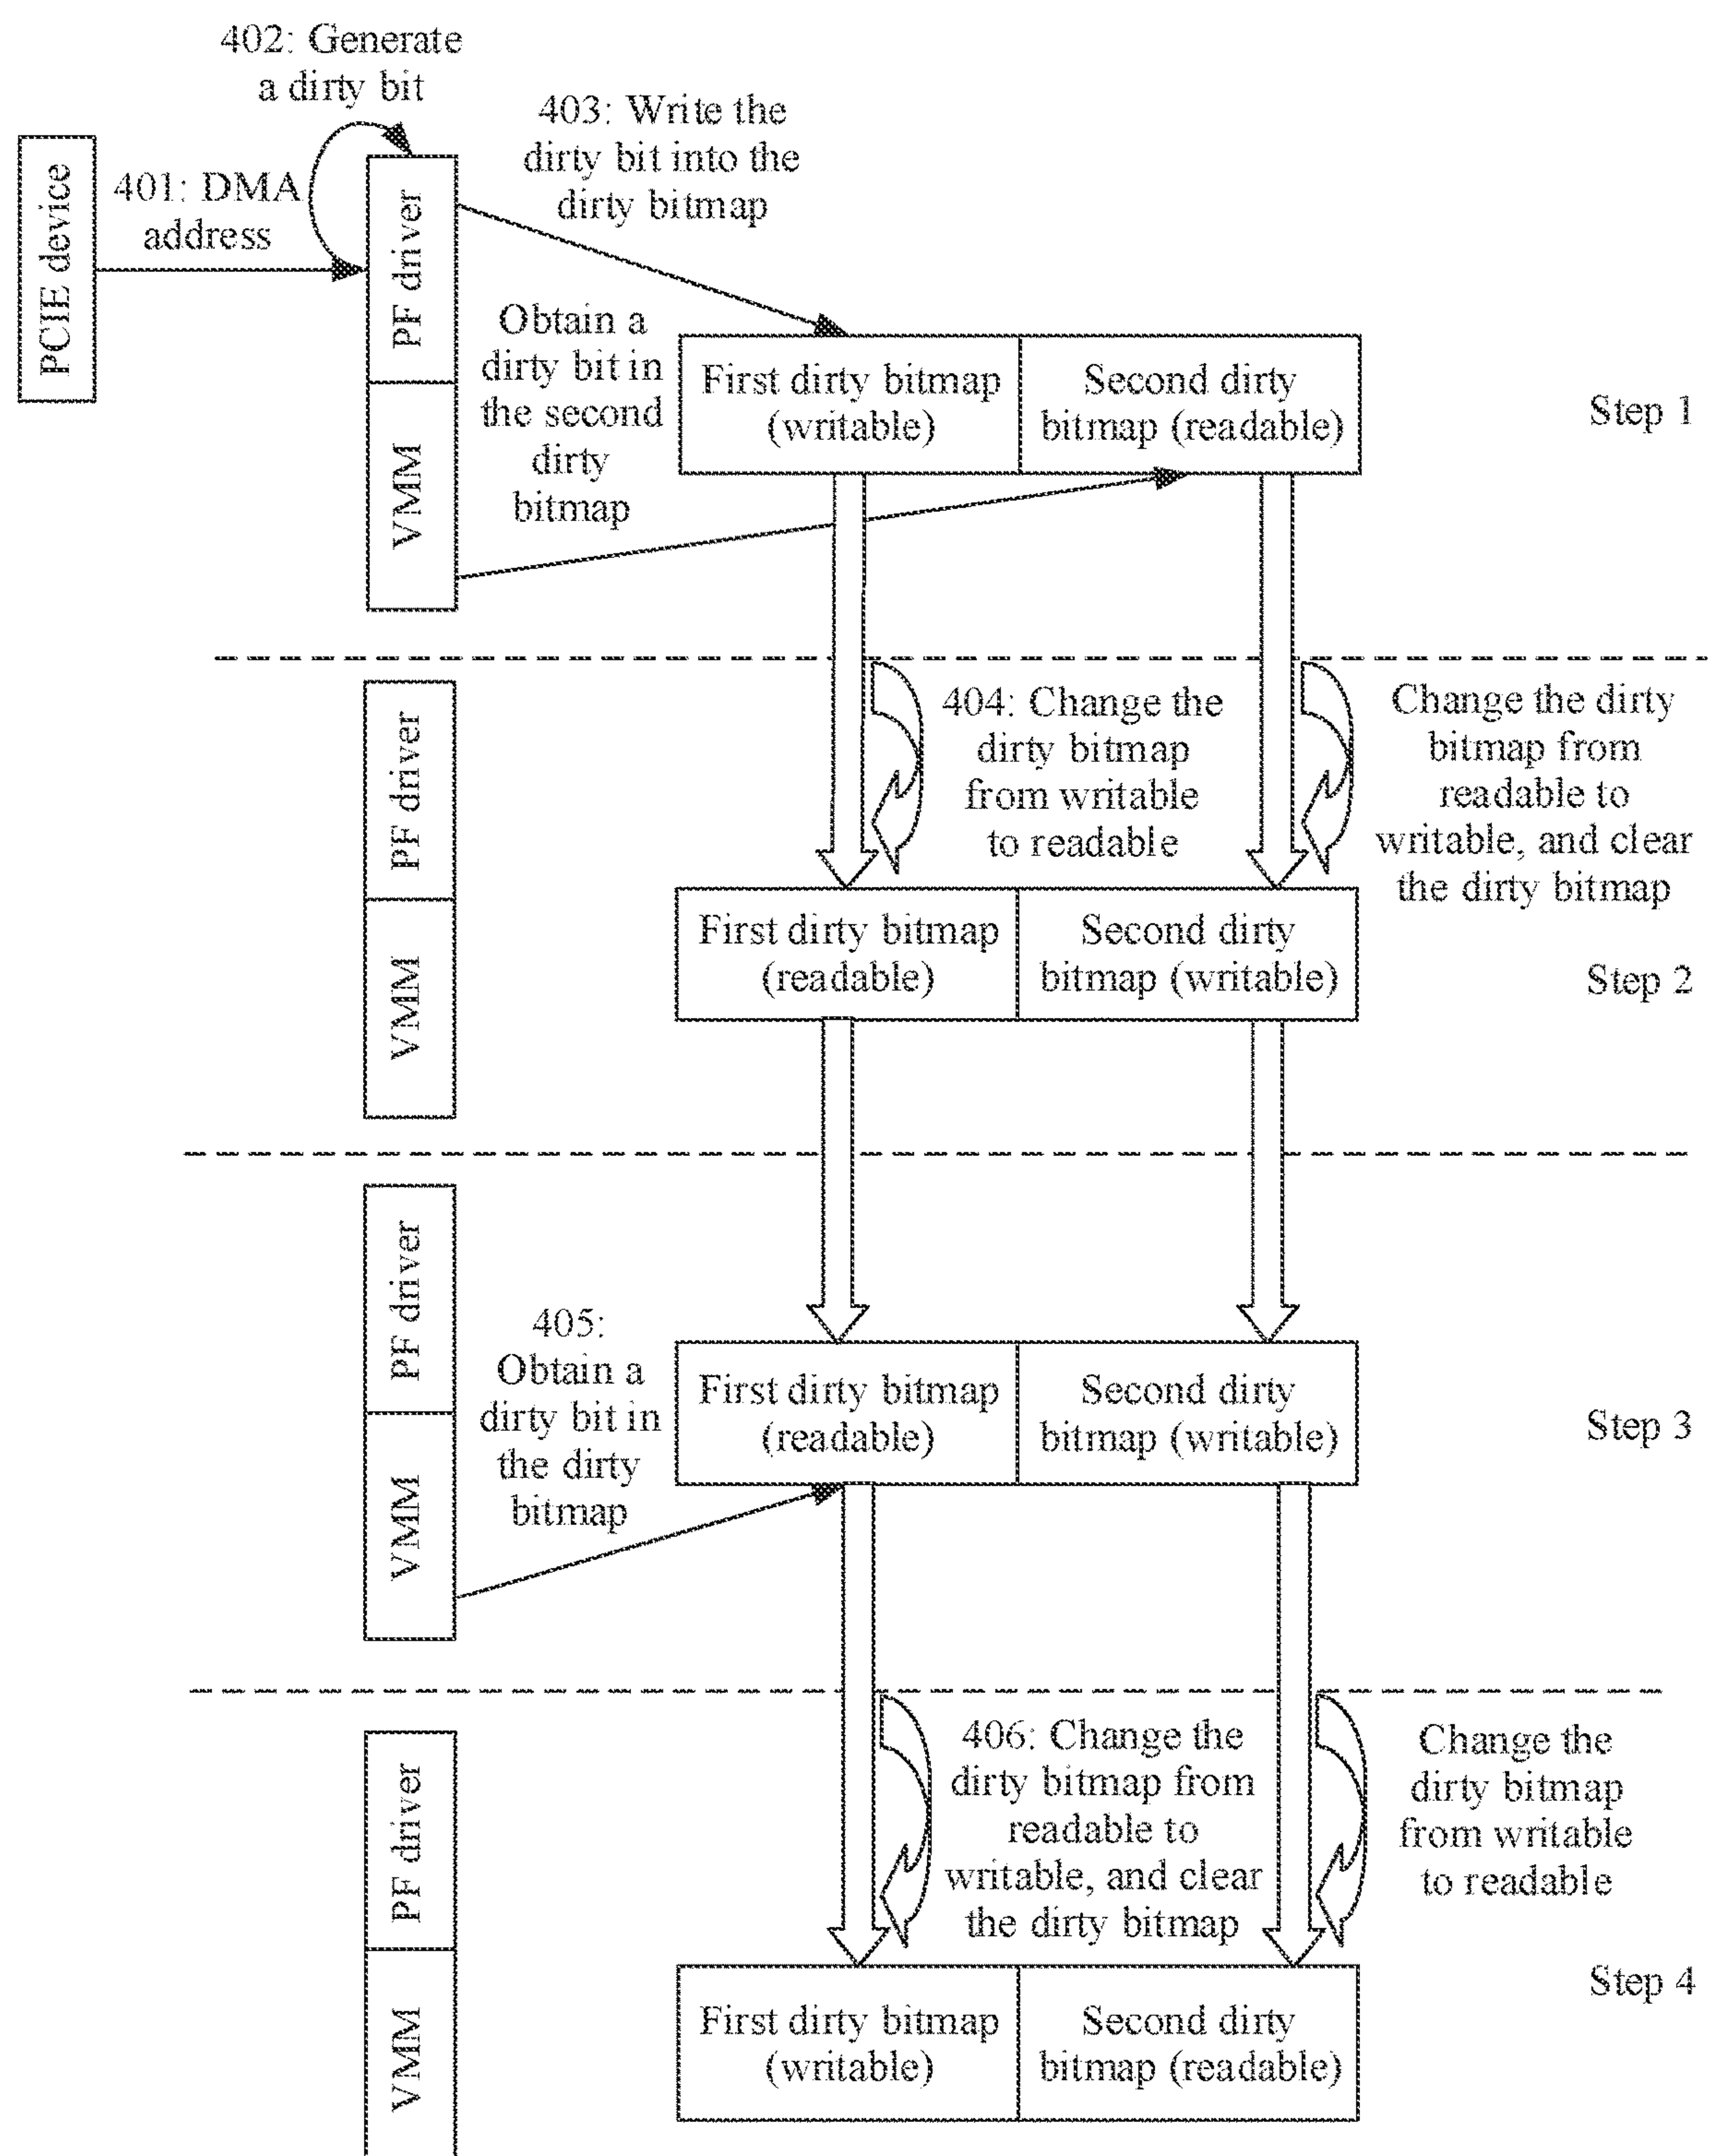 402: Generate
a dirty bit
403: Write the
dirty bit into the
dirty bitmap
PCIE device
401: DMA
address
PF driver
VMM
Obtain a
dirty bit in
the second
dirty
bitmap
First dirty bitmap
(writable)
Second dirty
bitmap (readable)
Step 1
PF driver
VMM
404: Change the
dirty bitmap
from writable
to readable
Change the dirty
bitmap from
readable to
writable, and clear
the dirty bitmap
First dirty bitmap
(readable)
Second dirty
bitmap (writable)
Step 2
PF driver
VMM
405:
Obtain a
dirty bit in
the dirty
bitmap
First dirty bitmap
(readable)
Second dirty
bitmap (writable)
Step 3
PF driver
VMM
406: Change the
dirty bitmap from
readable to
writable, and clear
the dirty bitmap
Change the
dirty bitmap
from writable
to readable
First dirty bitmap
(writable)
Second dirty
bitmap (readable)
Step 4